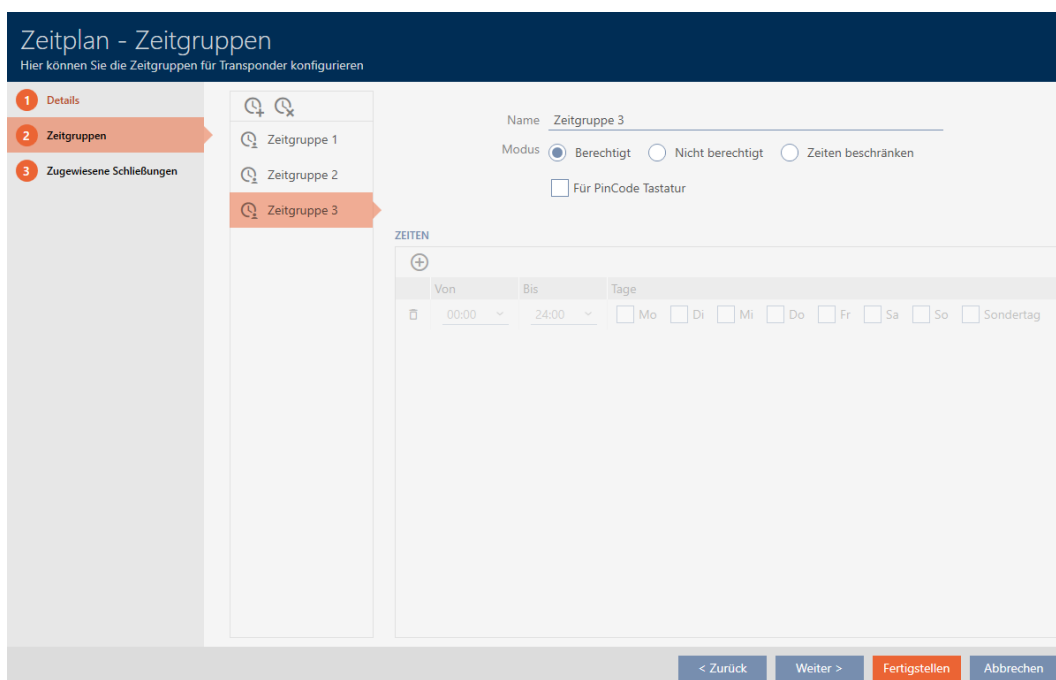 Zeitplan - Zeitgruppen
Hier können Sie die Zeitgruppen für Transponder konfigurieren
1 Details
2 Zeitgruppen
3 Zugewiesene Schließungen
Zeitgruppe 1
Zeitgruppe 2
Zeitgruppe 3
Name Zeitgruppe 3
Modus Berechtigt Nicht berechtigt Zeiten beschränken
Für PinCode Tastatur
ZEITEN
Von Bis Tage
00:00 24:00 Mo Di Mi Do Fr Sa So Sondertag
< Zurück Weiter > Fertigstellen Abbrechen